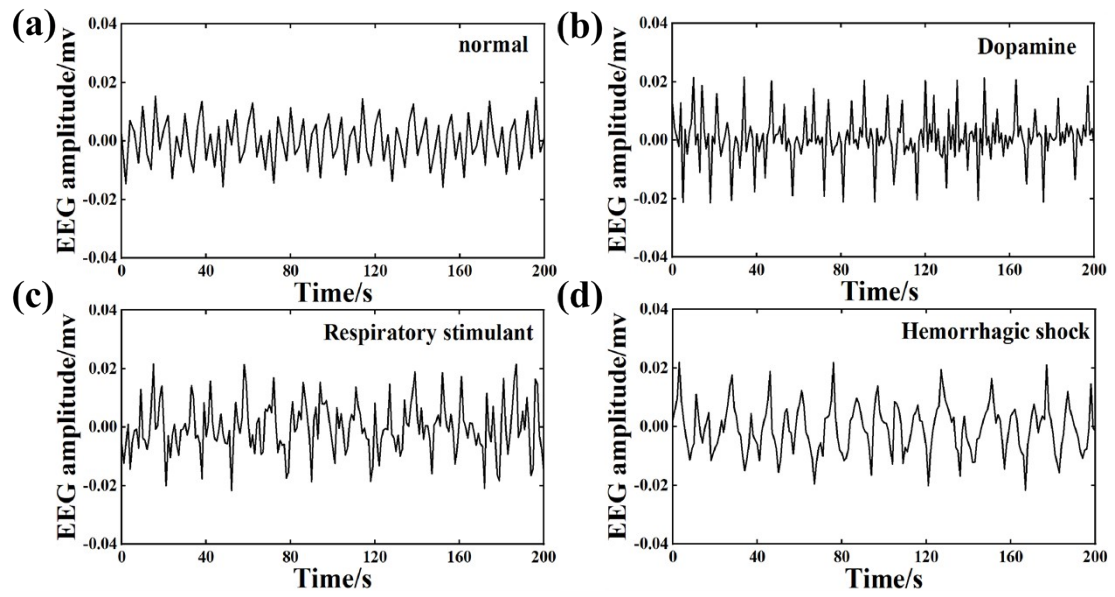 (a)
normal
EEG amplitude/mv
0.04
0.02
0.00
-0.02
-0.04
0 40 80 120 160 200
Time/s
(b)
Dopamine
EEG amplitude/mv
0.04
0.02
0.00
-0.02
-0.04
0 40 80 120 160 200
Time/s
(c)
Respiratory stimulant
EEG amplitude/mv
0.04
0.02
0.00
-0.02
-0.04
0 40 80 120 160 200
Time/s
(d)
Hemorrhagic shock
EEG amplitude/mv
0.04
0.02
0.00
-0.02
-0.04
0 40 80 120 160 200
Time/s